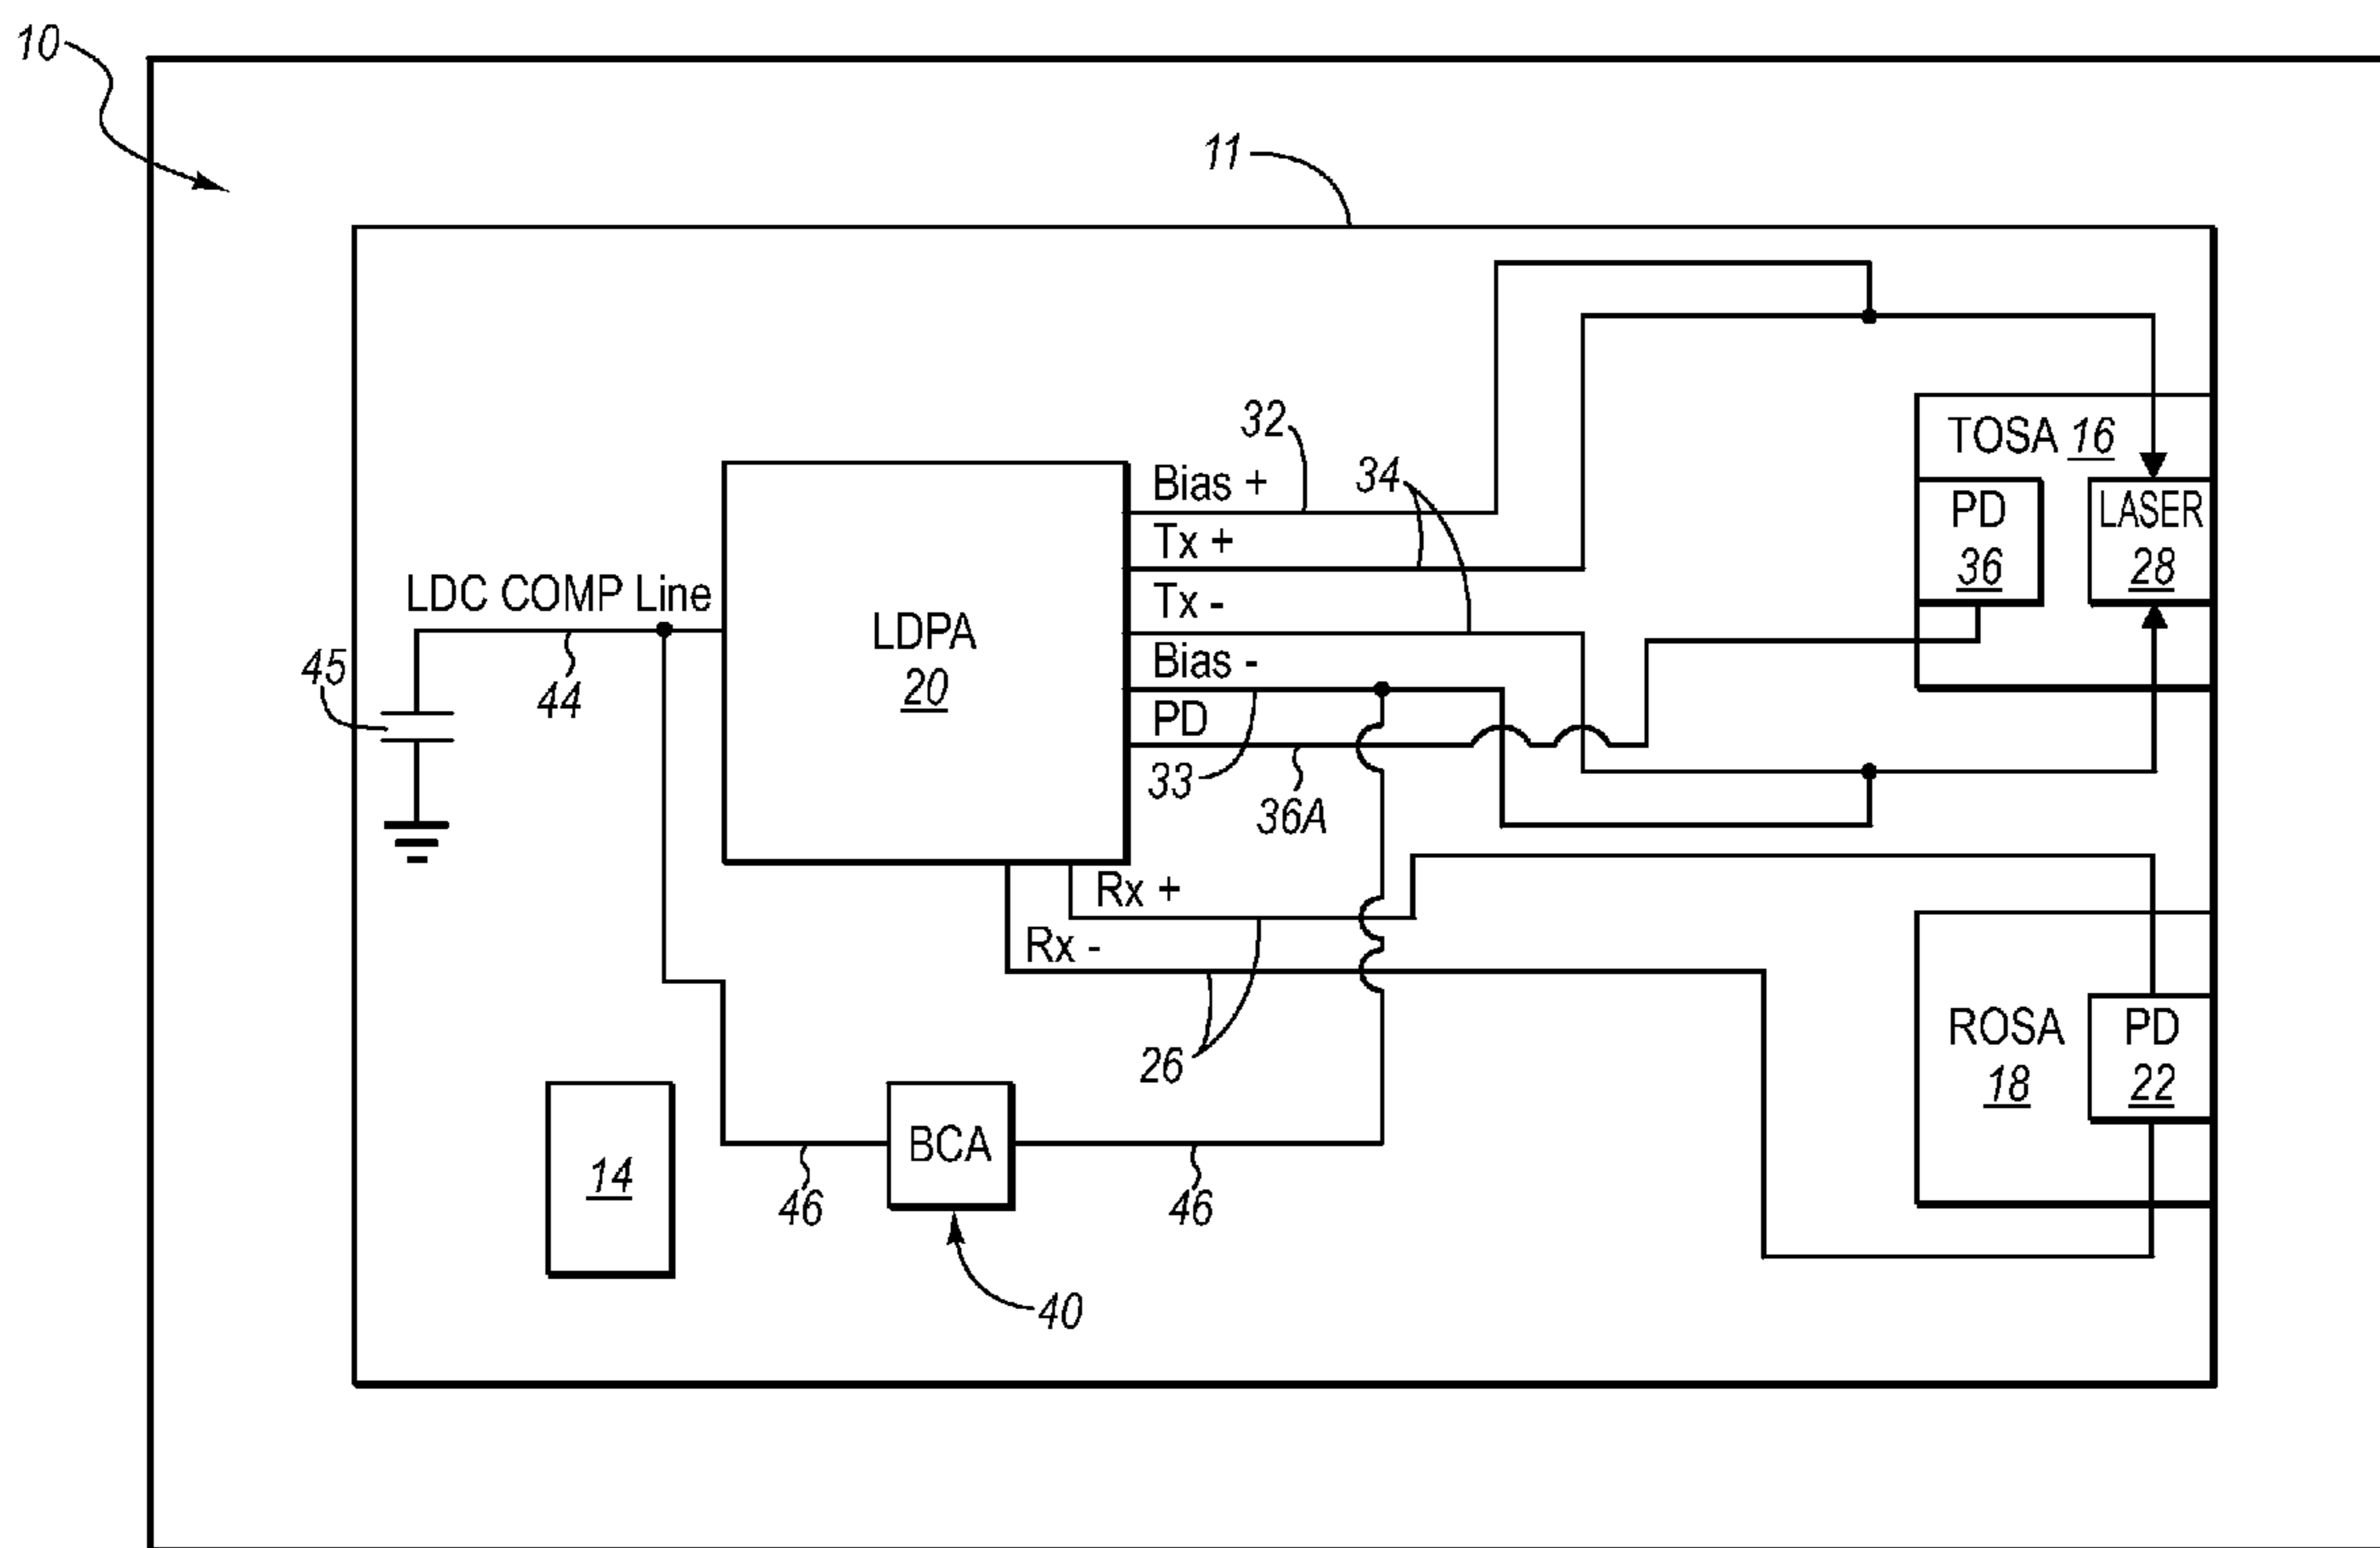 10
11
32
34
TOSA 16
Bias +
PD
36
LASER
28
Tx +
LDC COMP Line
Tx -
LDPA
20
45
44
Bias -
PD
33
36A
Rx +
Rx -
ROSA
18
PD
22
26
BCA
14
46
46
40